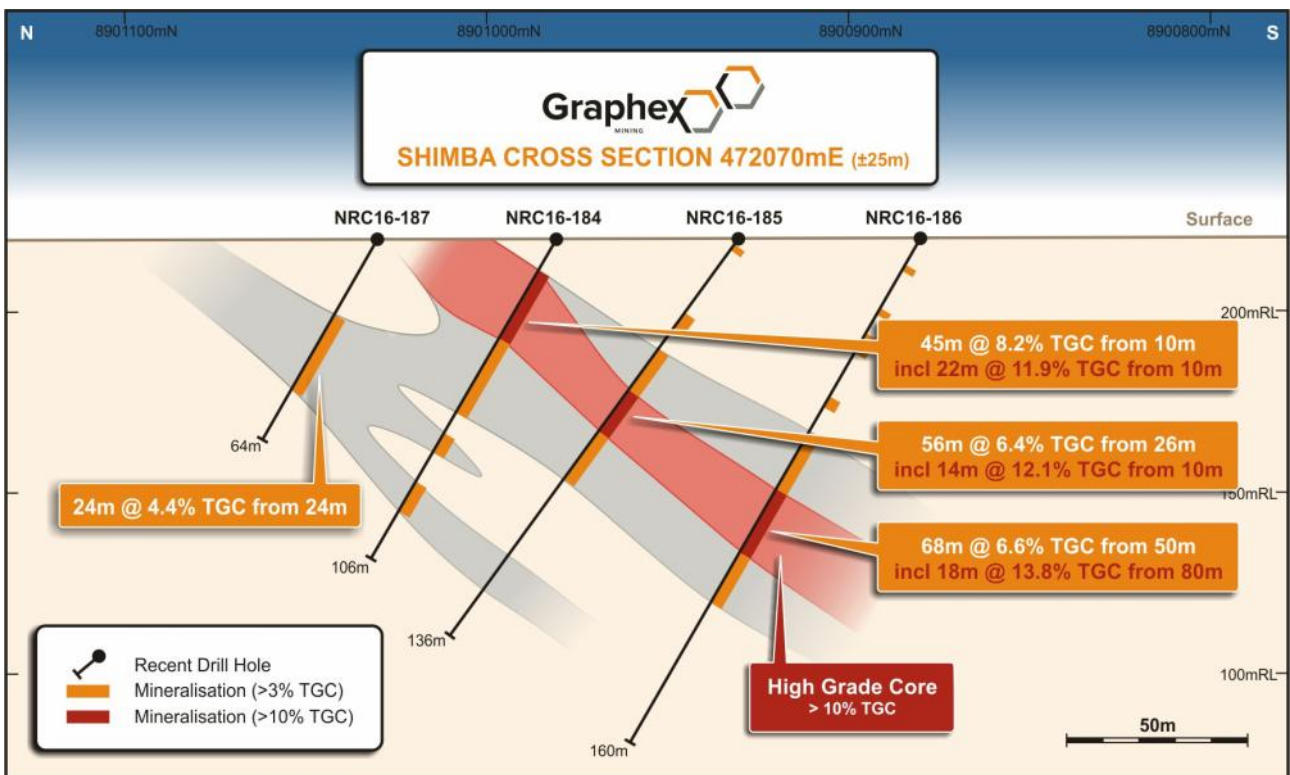 N
8901100mN
8901000mN
8900900mN
8900800mN
S
Graphex
MINING
SHIMBA CROSS SECTION 472070mE (±25m)
NRC16-187
NRC16-184
NRC16-185
NRC16-186
Surface
200mRL
45m @ 8.2% TGC from 10m
incl 22m @ 11.9% TGC from 10m
56m @ 6.4% TGC from 26m
incl 14m @ 12.1% TGC from 10m
64m
150mRL
24m @ 4.4% TGC from 24m
68m @ 6.6% TGC from 50m
incl 18m @ 13.8% TGC from 80m
106m
136m
High Grade Core
> 10% TGC
100mRL
Recent Drill Hole
Mineralisation (>3% TGC)
Mineralisation (>10% TGC)
160m
50m